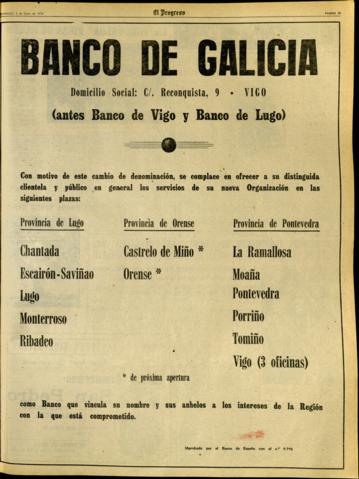 El Progreso
BANCO DE GALICIA
Domicilio Social: C/. Reconquista, 9 - VIGO
(antes Banco de Vigo y Banco de Lugo)
Con motivo de este cambio de denominación, se complace en ofrecer a su distinguida
clientela y público en general los servicios de su nueva Organización en las
siguientes plazas:
Provincia de Lugo
Chantada
Escairón-Saviñao
Lugo
Monterroso
Ribadeo
Provincia de Orense
Castrelo de Miño *
Orense *
Provincia de Pontevedra
La Ramallosa
Moaña
Pontevedra
Porriño
Tomiño
Vigo (3 oficinas)
* de próxima apertura
como Banco que vincula su nombre y sus anhelos a los intereses de la Región
con la que está comprometido.
(Aprobado por el Banco de España con el n.º